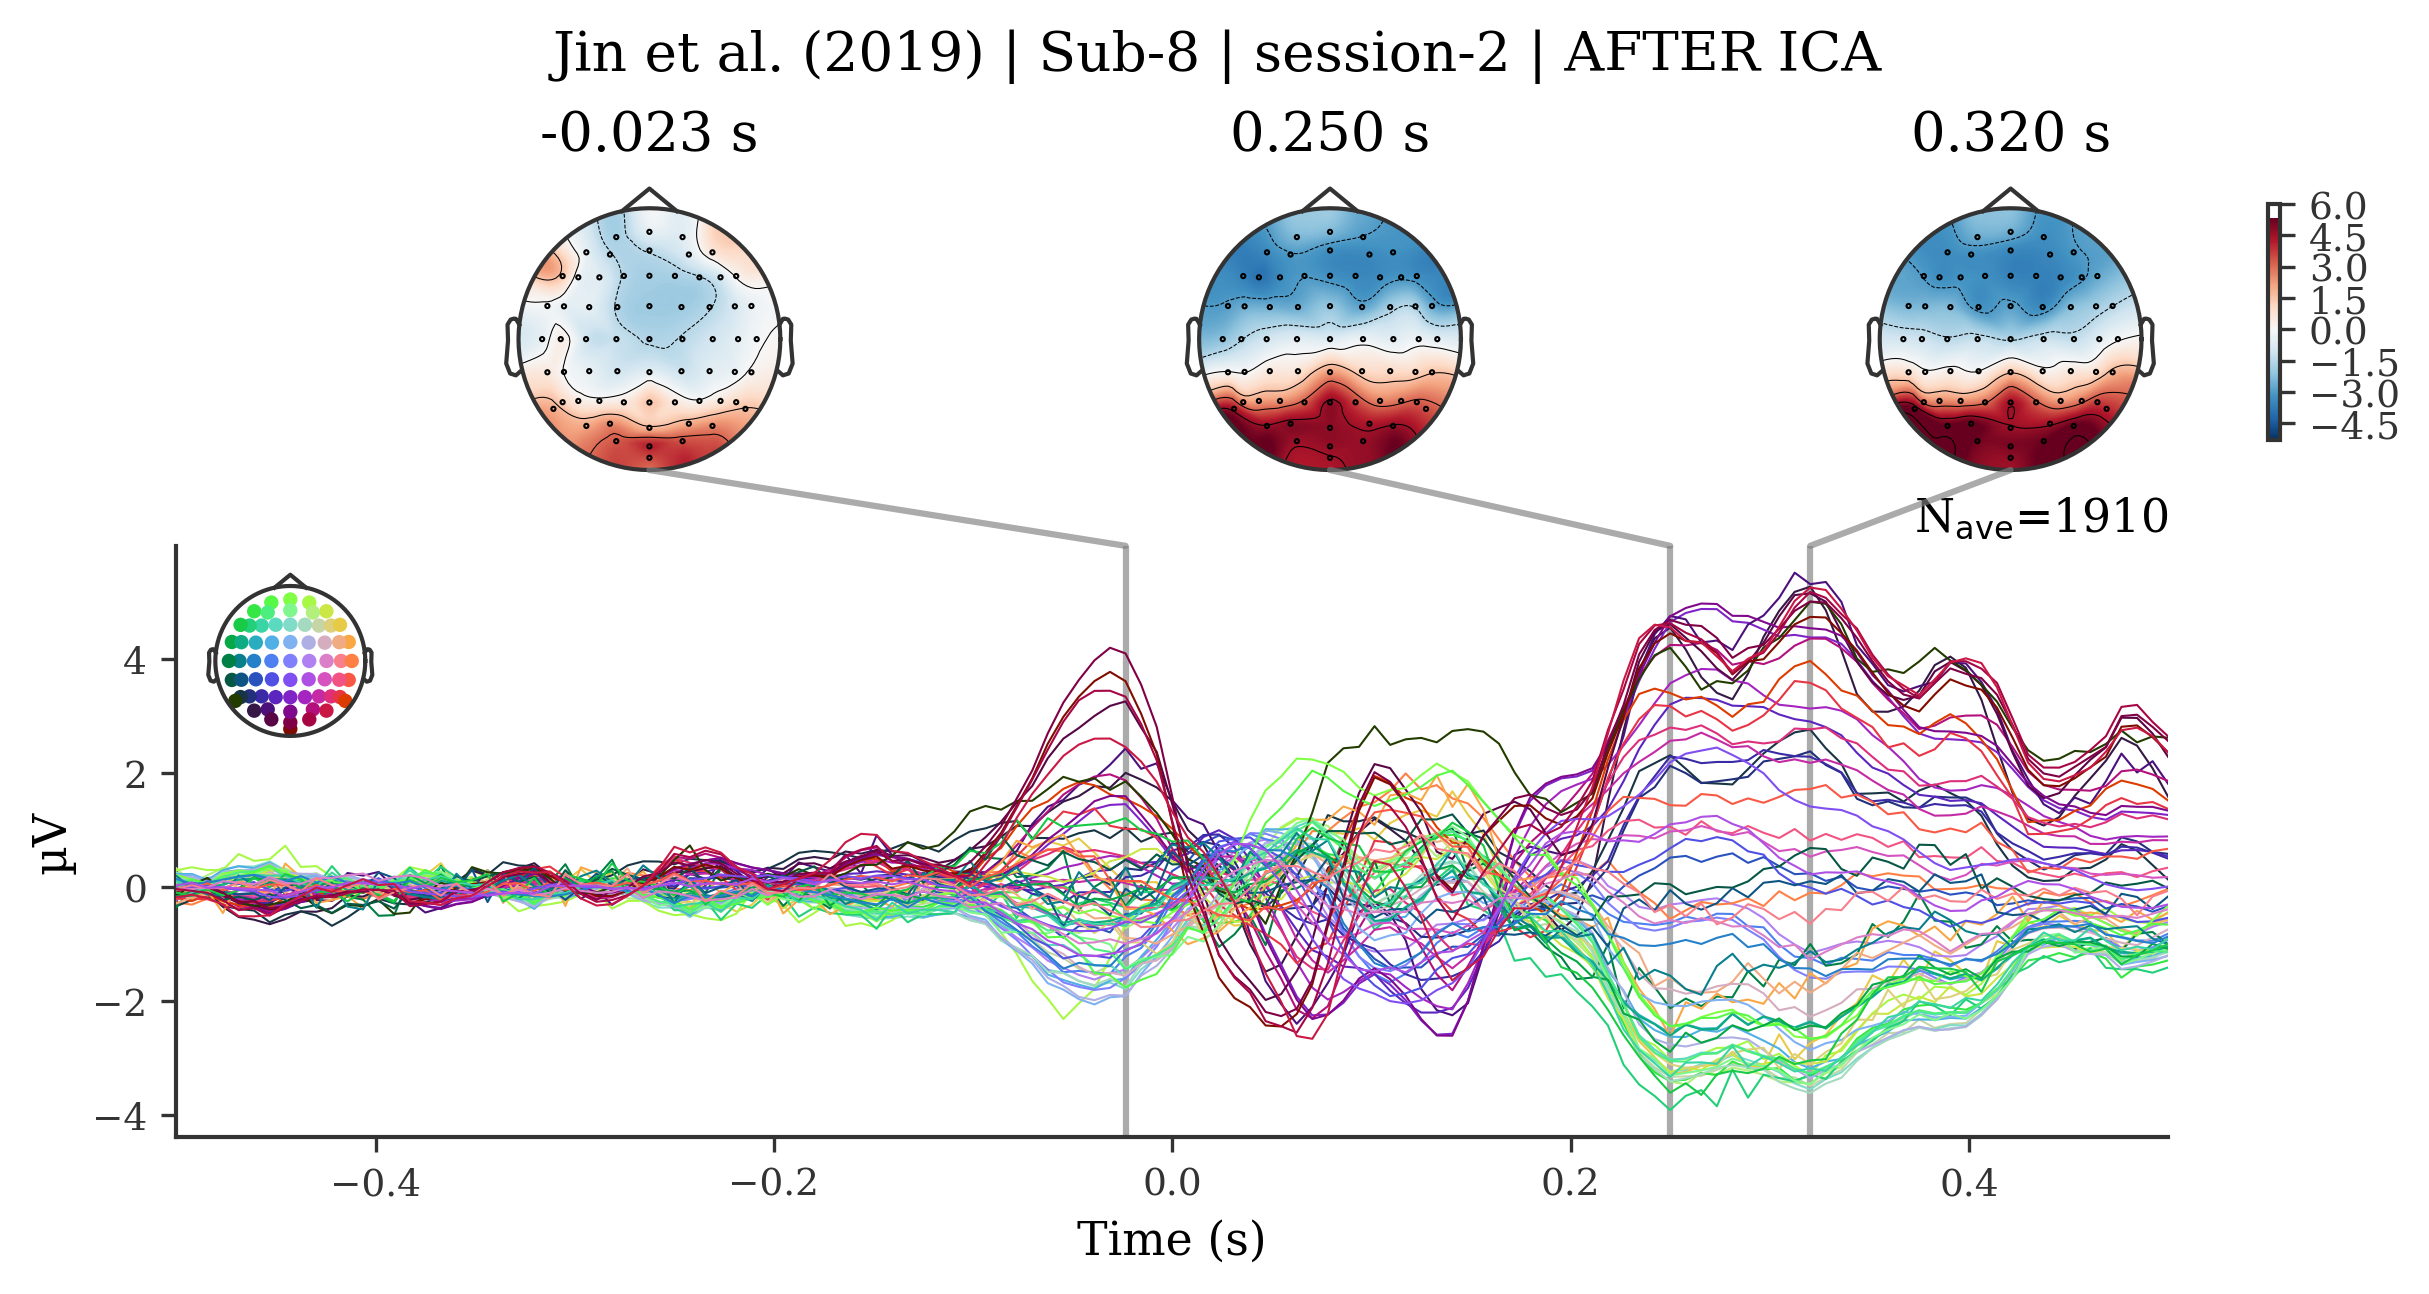 Jin et al. (2019) | Sub-8 | session-2 | AFTER ICA
-0.023 s
0.250 s
0.320 s
6.0
4.5
3.0
1.5
0.0
−1.5
−3.0
−4.5
Nave=1910
µV
4
2
0
−2
−4
−0.4
−0.2
0.0
0.2
0.4
Time (s)